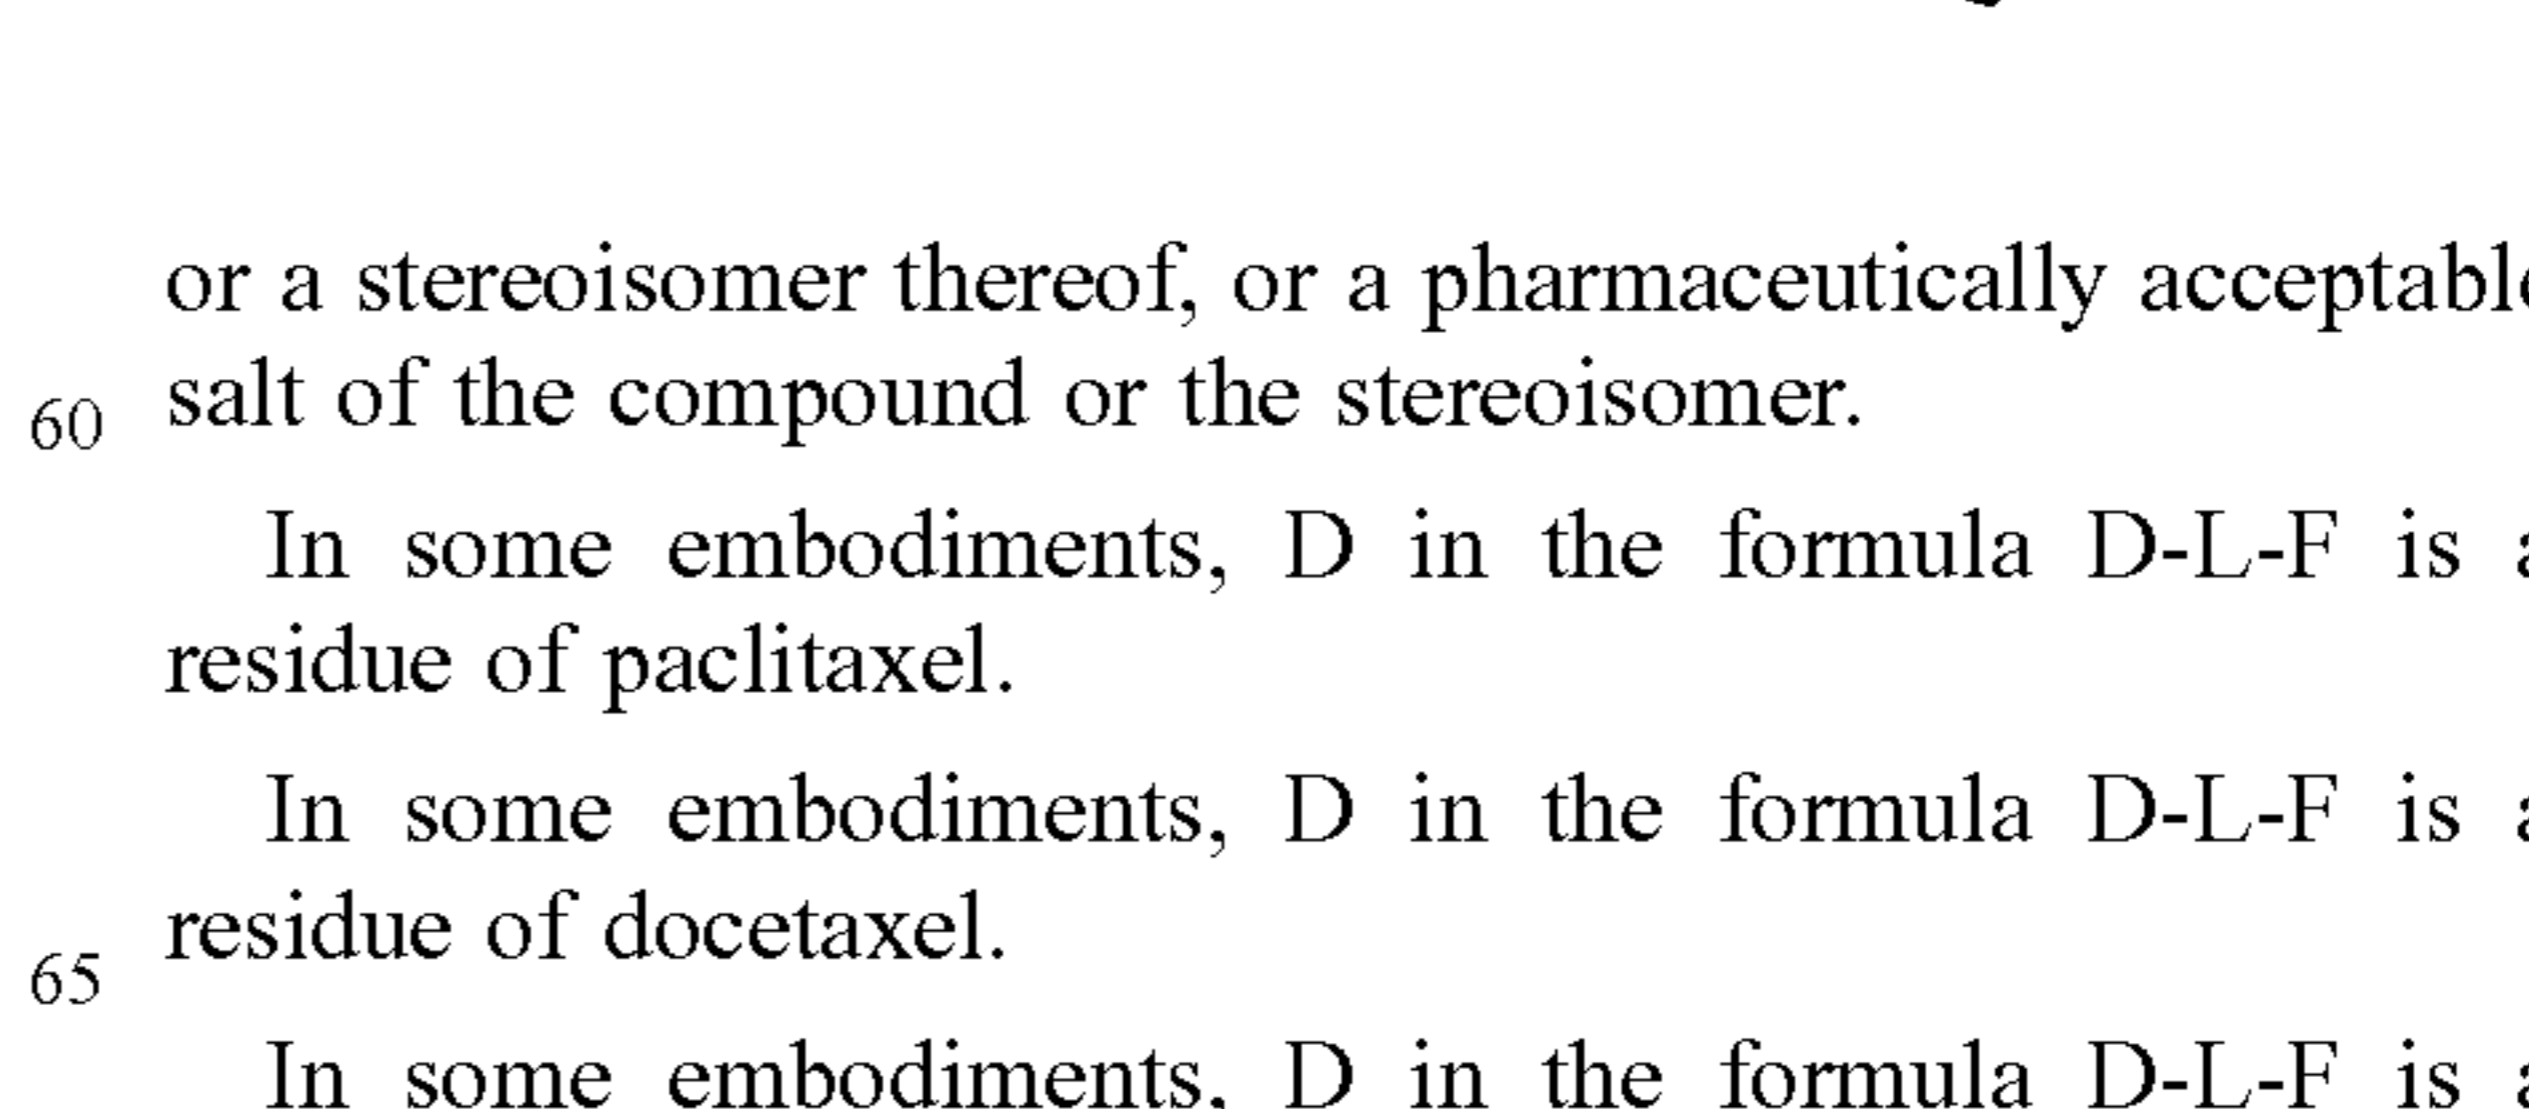 or a stereoisomer thereof, or a pharmaceutically acceptable
60 salt of the compound or the stereoisomer.
In some embodiments, D in the formula D-L-F is a
residue of paclitaxel.
In some embodiments, D in the formula D-L-F is a
residue of docetaxel.
65
In some embodiments, D in the formula D-L-F is a